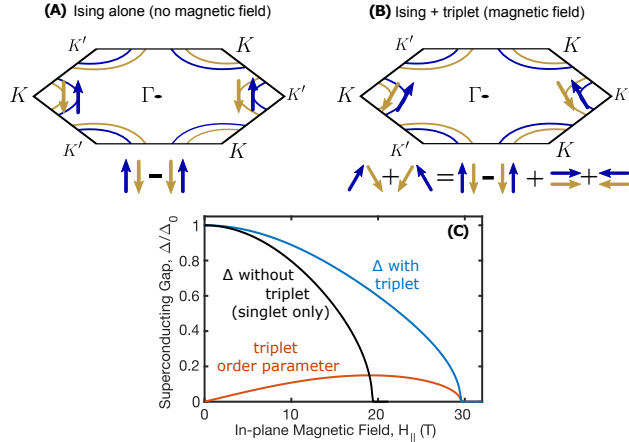 (A) Ising alone (no magnetic field)
(B) Ising + triplet (magnetic field)
K′
K
Γ
K′
K′
K
K′
K
Γ
K′
K′
K
-
+ = - + +
(C)
Superconducting Gap, Δ/Δ₀
1
0.8
0.6
0.4
0.2
0
Δ with
triplet
Δ without
triplet
(singlet only)
triplet
order parameter
0 10 20 30
In-plane Magnetic Field, H|| (T)